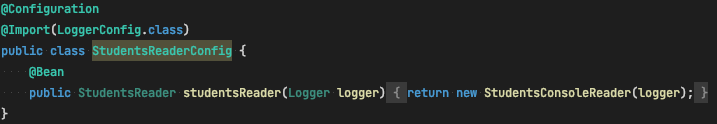 @Configuration
@Import(LoggerConfig.class)
public class StudentsReaderConfig {
@Bean
public StudentsReader studentsReader(Logger logger) { return new StudentsConsoleReader(logger); }
}